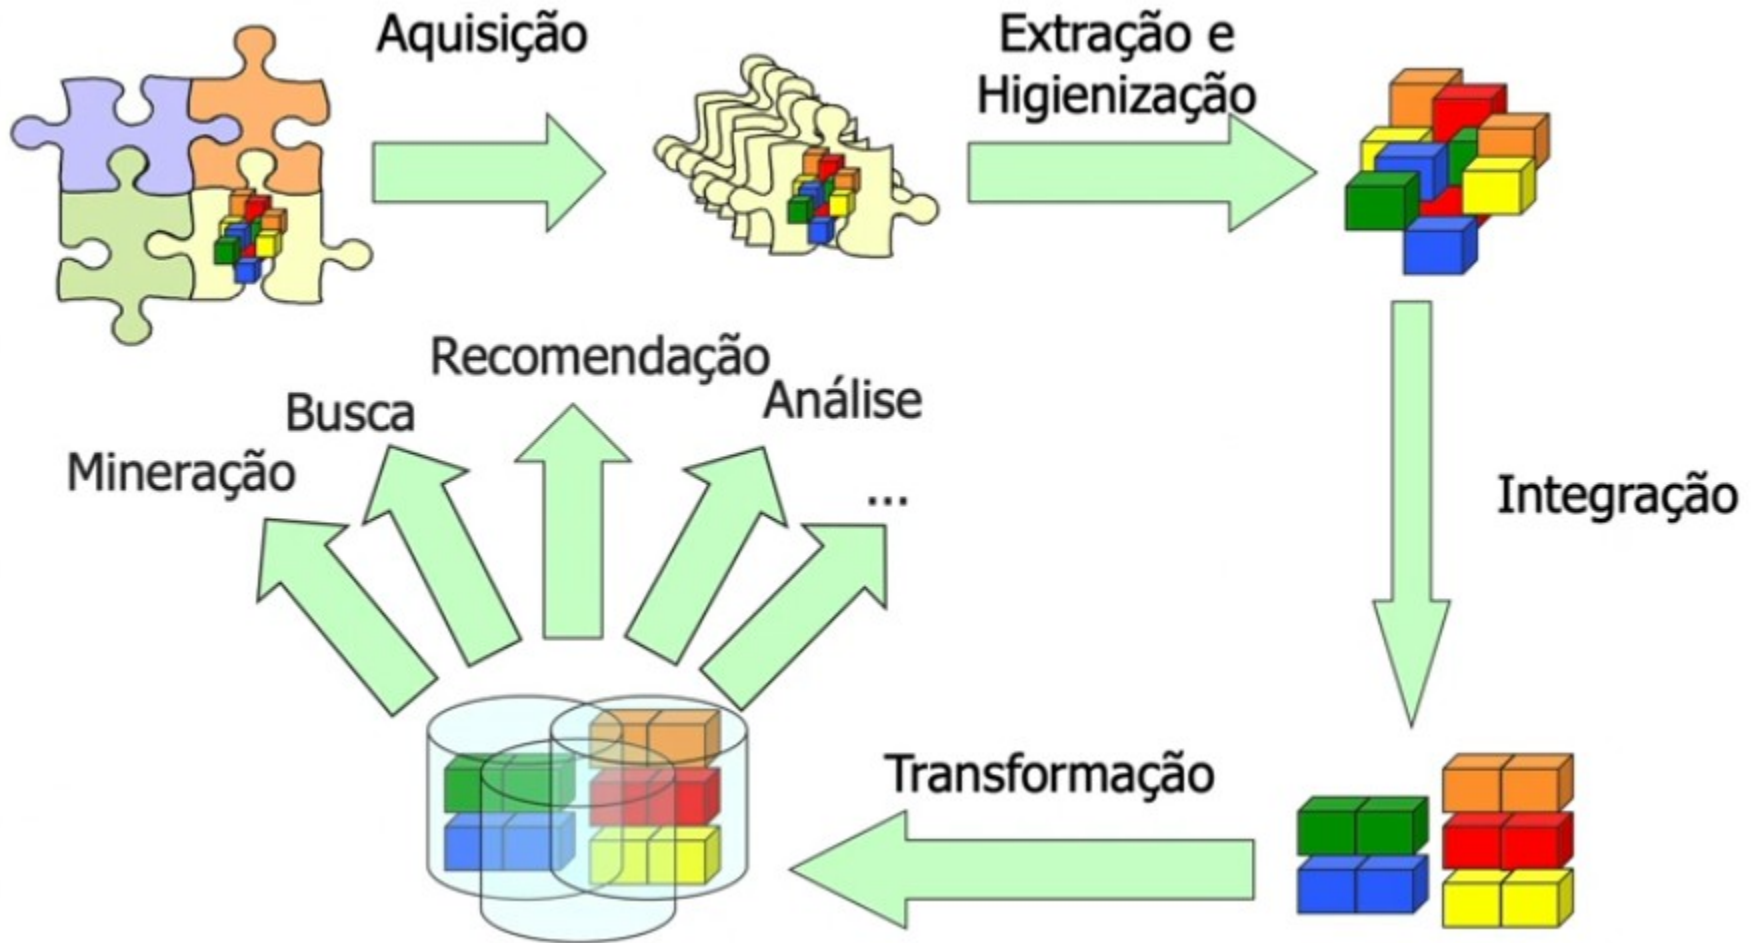 Aquisição
Extração e
Higienização
Integração
Transformação
Mineração
Busca
Recomendação
Análise
...